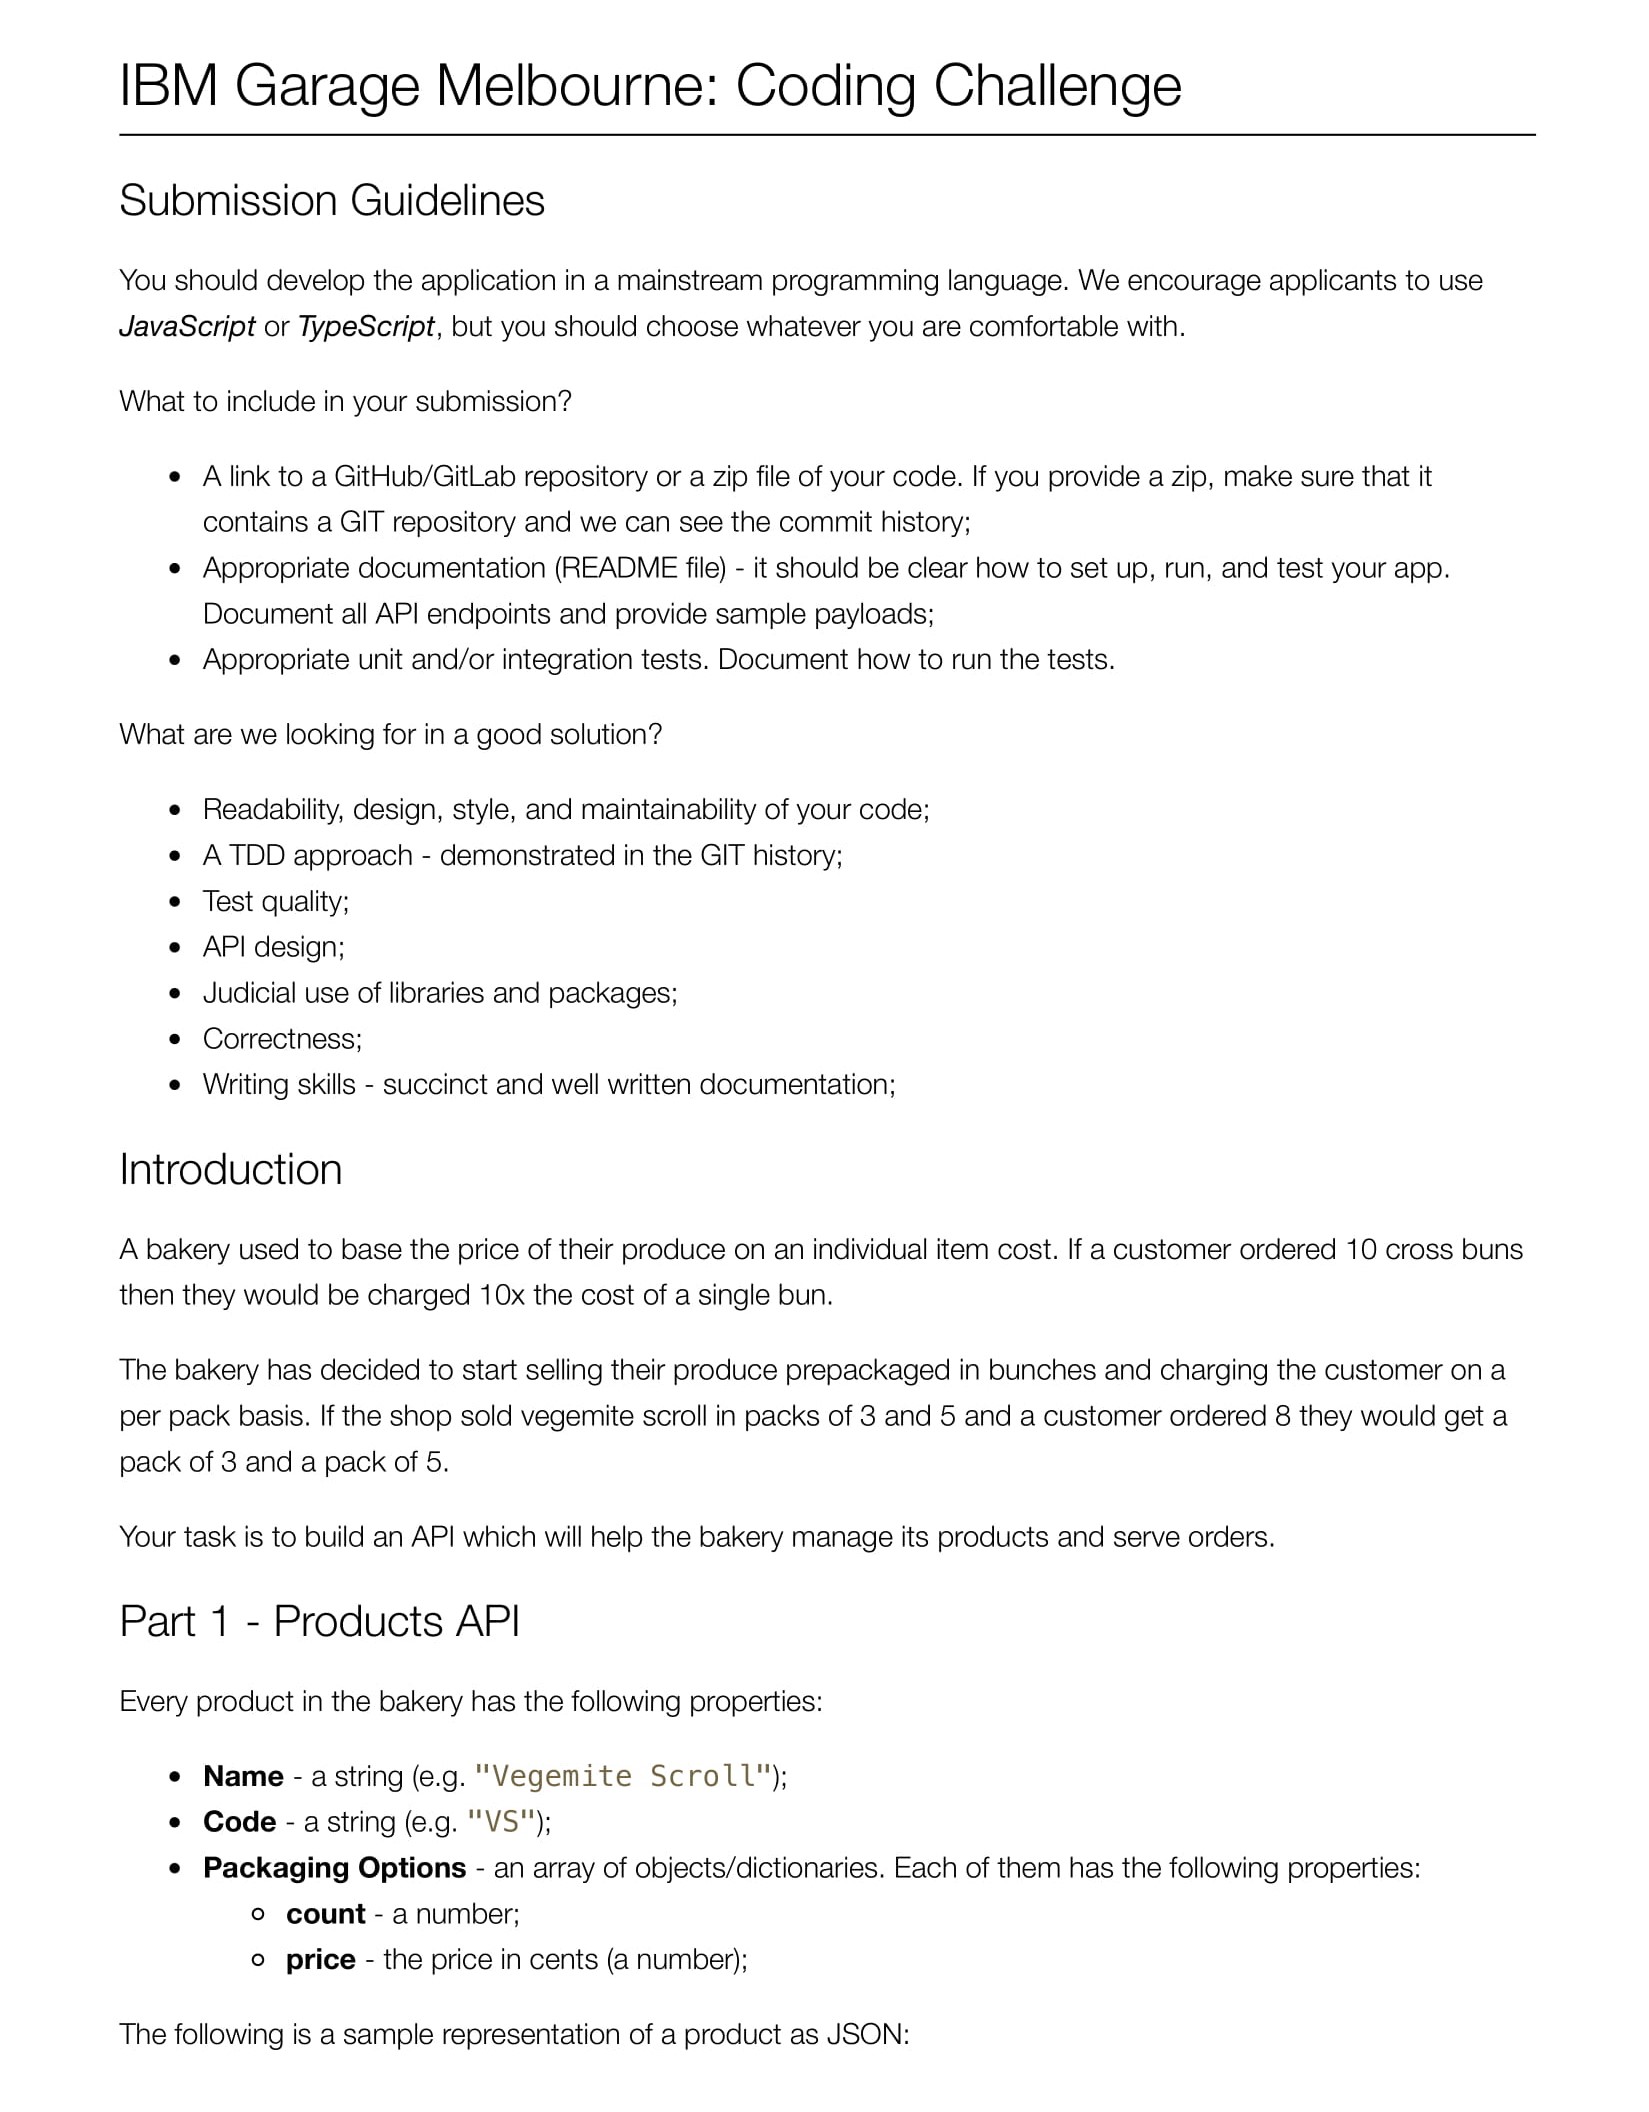 IBM Garage Melbourne: Coding Challenge
Submission Guidelines
You should develop the application in a mainstream programming language. We encourage applicants to use
JavaScript or TypeScript, but you should choose whatever you are comfortable with.
What to include in your submission?
• A link to a GitHub/GitLab repository or a zip file of your code. If you provide a zip, make sure that it
contains a GIT repository and we can see the commit history;
• Appropriate documentation (README file) - it should be clear how to set up, run, and test your app.
Document all API endpoints and provide sample payloads;
• Appropriate unit and/or integration tests. Document how to run the tests.
What are we looking for in a good solution?
• Readability, design, style, and maintainability of your code;
• A TDD approach - demonstrated in the GIT history;
• Test quality;
• API design;
• Judicial use of libraries and packages;
• Correctness;
• Writing skills - succinct and well written documentation;
Introduction
A bakery used to base the price of their produce on an individual item cost. If a customer ordered 10 cross buns
then they would be charged 10x the cost of a single bun.
The bakery has decided to start selling their produce prepackaged in bunches and charging the customer on a
per pack basis. If the shop sold vegemite scroll in packs of 3 and 5 and a customer ordered 8 they would get a
pack of 3 and a pack of 5.
Your task is to build an API which will help the bakery manage its products and serve orders.
Part 1 - Products API
Every product in the bakery has the following properties:
• Name - a string (e.g. "Vegemite Scroll");
• Code - a string (e.g. "VS");
• Packaging Options - an array of objects/dictionaries. Each of them has the following properties:
○ count - a number;
○ price - the price in cents (a number);
The following is a sample representation of a product as JSON: